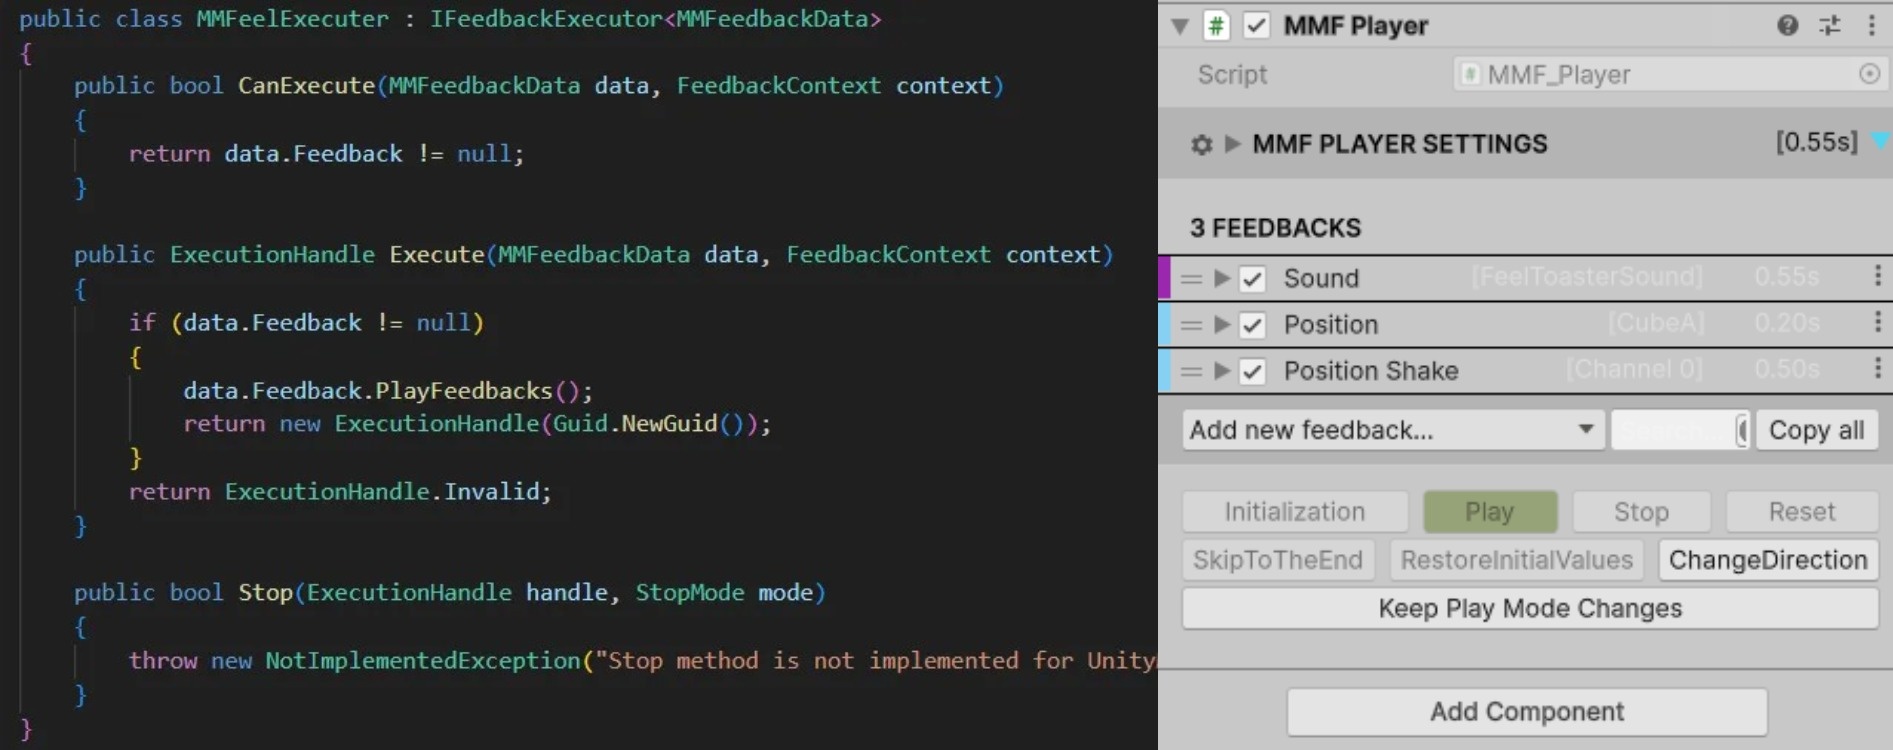 public class MMFeelExecuter : IFeedbackExecutor<MMFeedbackData>
{
public bool CanExecute(MMFeedbackData data, FeedbackContext context)
{
return data.Feedback != null;
}
public ExecutionHandle Execute(MMFeedbackData data, FeedbackContext context)
{
if (data.Feedback != null)
{
data.Feedback.PlayFeedbacks();
return new ExecutionHandle(Guid.NewGuid());
}
return ExecutionHandle.Invalid;
}
public bool Stop(ExecutionHandle handle, StopMode mode)
{
throw new NotImplementedException("Stop method is not implemented for Unity
}
}
# MMF Player
Script # MMF_Player
MMF PLAYER SETTINGS [0.55s]
3 FEEDBACKS
Sound [FeelToasterSound] 0.55s
Position [CubeA] 0.20s
Position Shake [Channel 0] 0.50s
Add new feedback... Search... Copy all
Initialization Play Stop Reset
SkipToTheEnd RestoreInitialValues ChangeDirection
Keep Play Mode Changes
Add Component